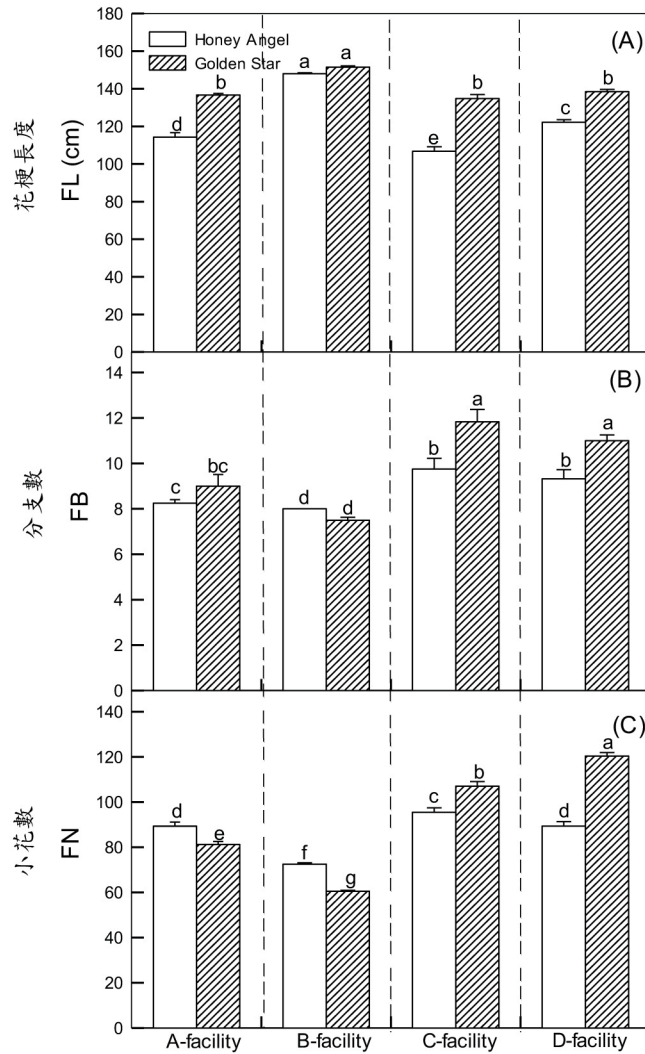 180
160
140
120
100
80
60
40
20
0
花梗長度
FL (cm)
Honey Angel
Golden Star
(A)
d
b
a
a
e
b
c
b
14
12
10
8
6
4
2
0
分支數
FB
(B)
c
bc
d
d
b
a
b
a
120
100
80
60
40
20
0
小花數
FN
(C)
d
e
f
g
c
b
d
a
A-facility
B-facility
C-facility
D-facility